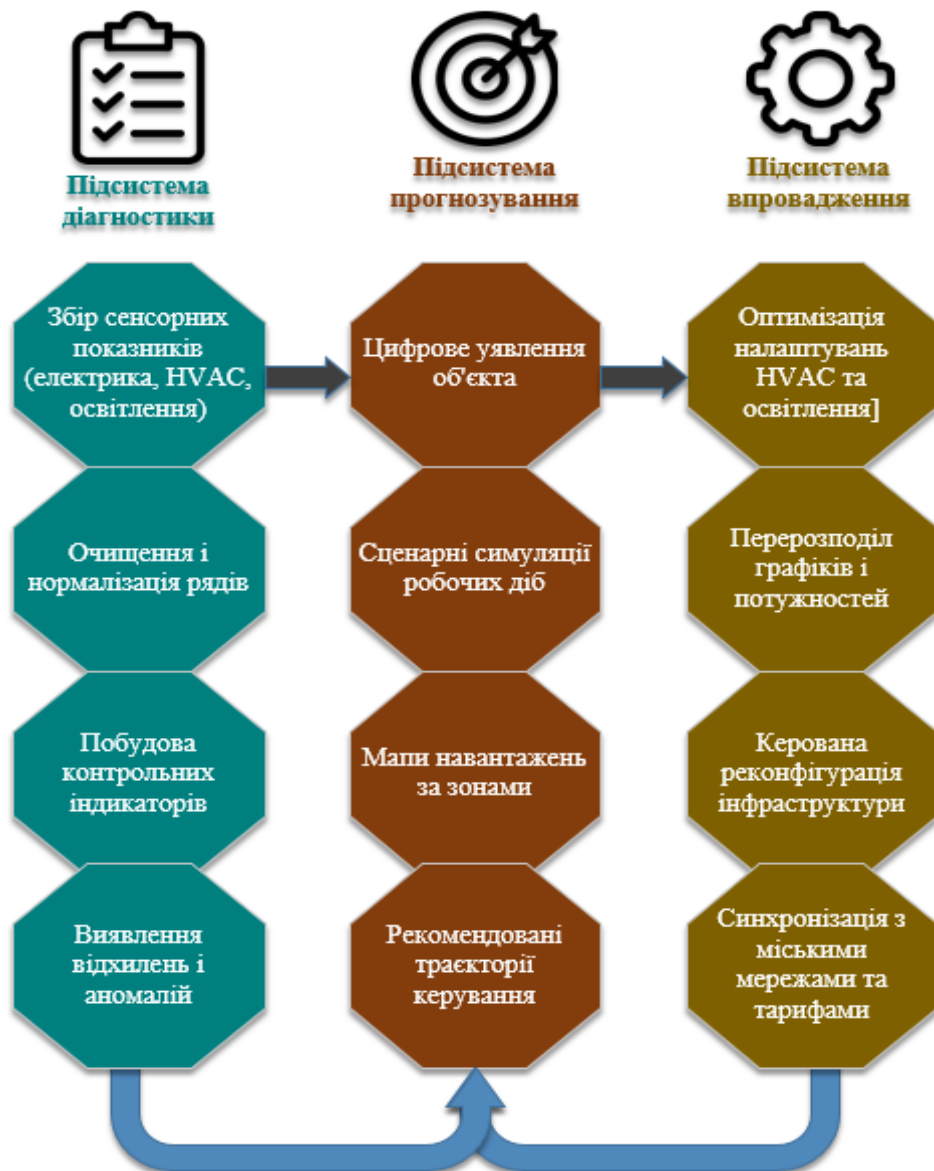 Підсистема
діагностики
Підсистема
прогнозування
Підсистема
впровадження
Збір сенсорних
показників
(електрика, HVAC,
освітлення)
Цифрове уявлення
об'єкта
Оптимізація
налаштувань
HVAC та
освітлення]
Очищення і
нормалізація рядів
Сценарні симуляції
робочих діб
Перерозподіл
графіків і
потужностей
Побудова
контрольних
індикаторів
Мапи навантажень
за зонами
Керована
реконфігурація
інфраструктури
Виявлення
відхилень і
аномалій
Рекомендовані
траєкторії
керування
Синхронізація з
міськими
мережами та
тарифами